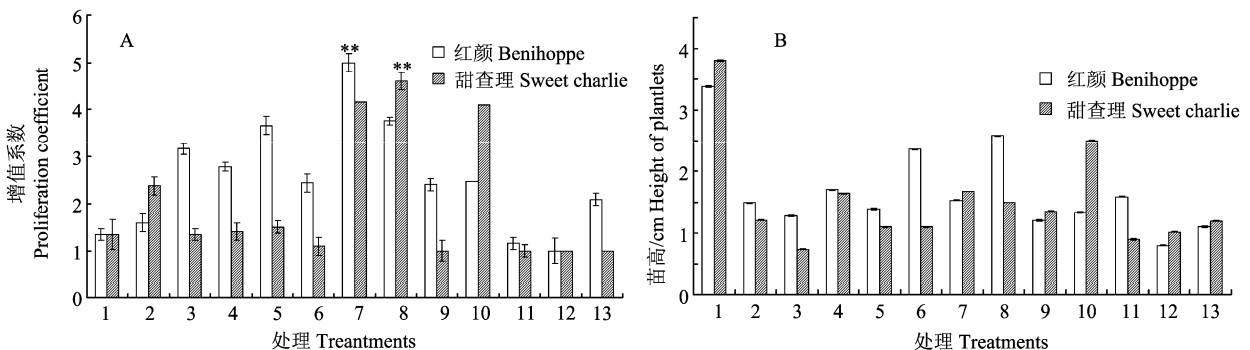 A
** **
红颜 Benihoppe
甜查理 Sweet charlie
增值系数
Proliferation coefficient
6
5
4
3
2
1
0
1 2 3 4 5 6 7 8 9 10 11 12 13
处理 Treantments
B
红颜 Benihoppe
甜查理 Sweet charlie
苗高/cm Height of plantlets
4
3
2
1
0
1 2 3 4 5 6 7 8 9 10 11 12 13
处理 Treatments